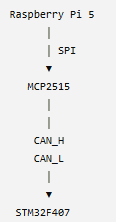 Raspberry Pi 5
SPI
MCP2515
CAN_H
CAN_L
STM32F407